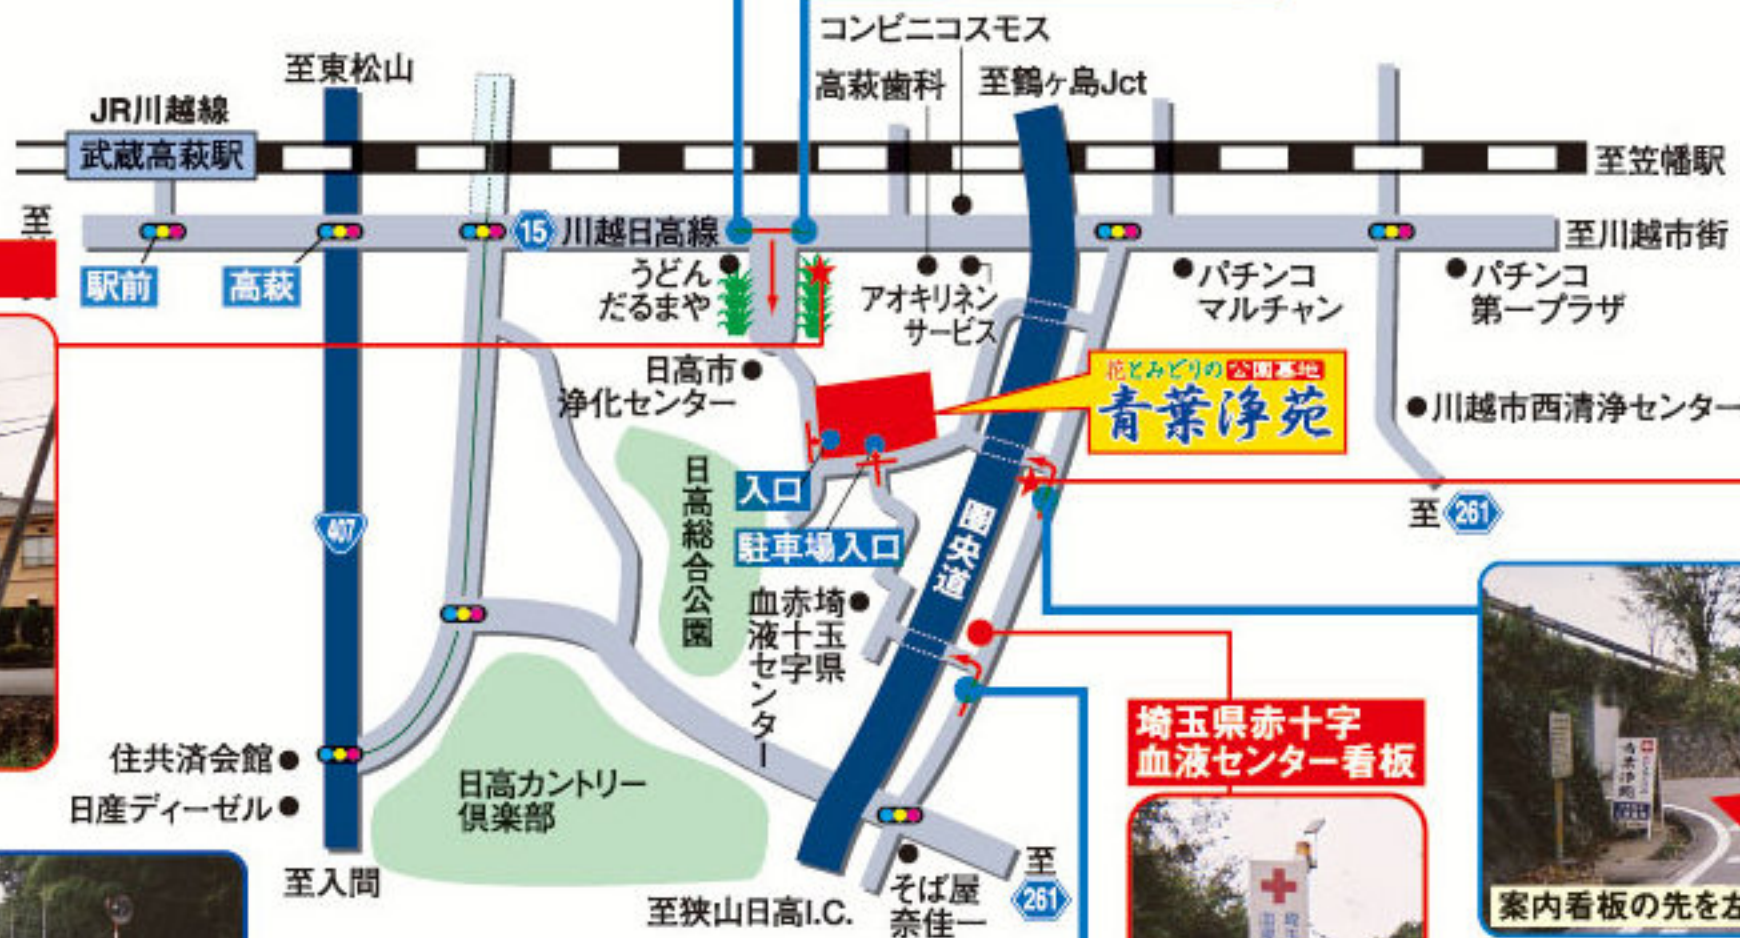 コンビニコスモス
至東松山
高萩歯科
至鶴ヶ島Jct
JR川越線
武蔵高萩駅
至笠幡駅
至
15
川越日高線
至川越市街
駅前
高萩
うどん
だるまや
アオキリネン
サービス
パチンコ
マルチャン
パチンコ
第一プラザ
日高市
浄化センター
花とみどりの 公園墓地
青葉浄苑
川越市西清浄センター
日高総合公園
入口
至 261
407
圏央道
駐車場入口
埼玉県
赤十字
血液センター
埼玉県赤十字
血液センター看板
住共済会館
日産ディーゼル
日高カントリー
倶楽部
至入間
至狭山日高I.C.
そば屋
奈佳一
至
261
青葉浄苑
案内看板の先を左